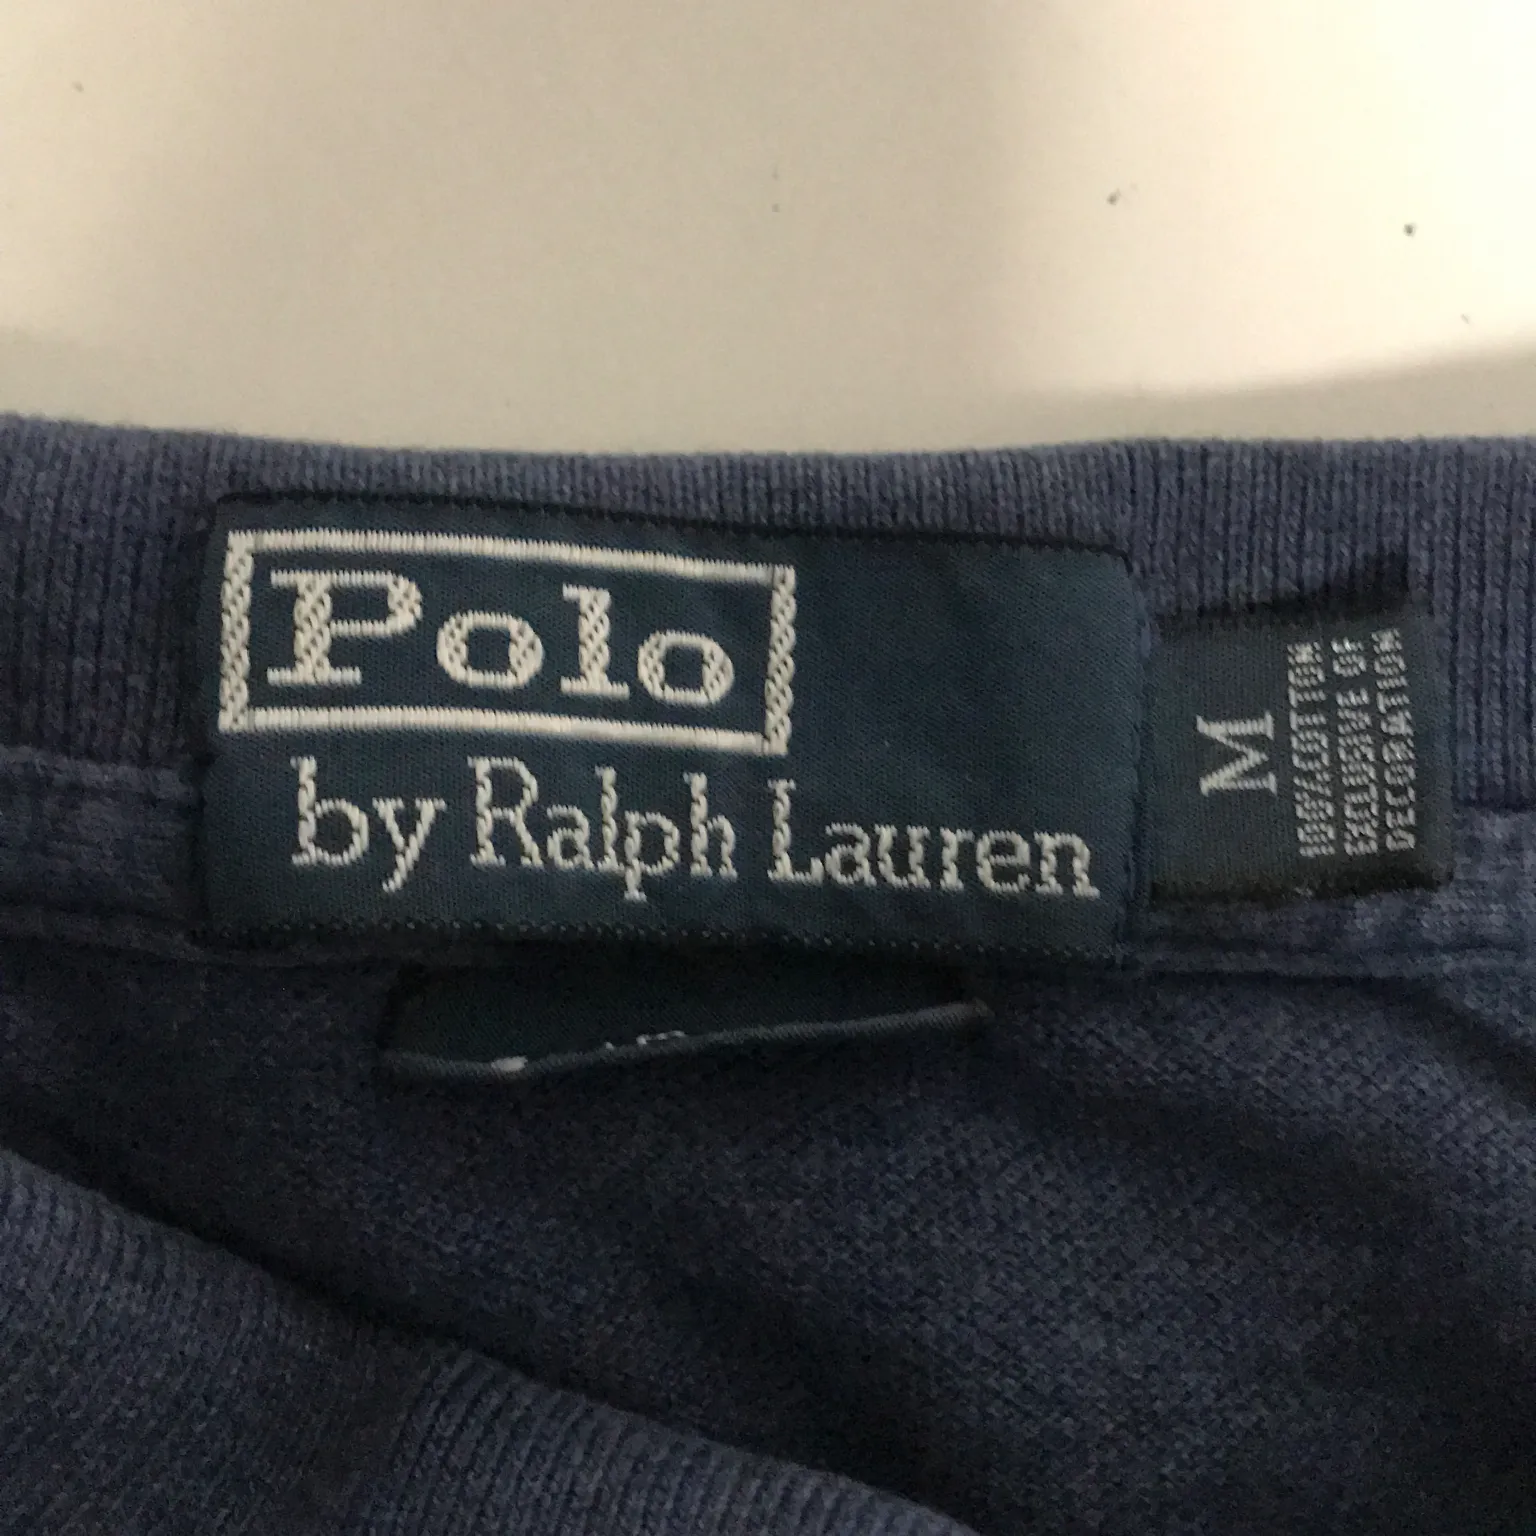 Polo
by Ralph Lauren
M
100% COTTON
EXCLUSIVE OF
DECORATION